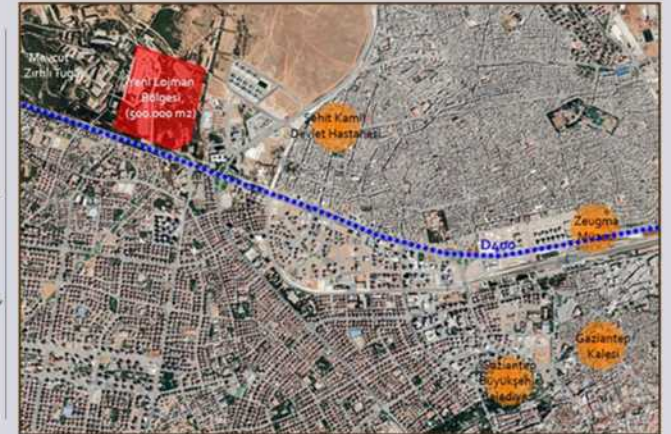 Mevcut
Zırhlı Tugay
Yeni Lojman
Bölgesi
(500.000 m2)
Şehit Kamil
Devlet Hastanesi
Zeugma
D400
Gaziantep
Kalesi
Gaziantep
Büyükşehir
Belediyesi